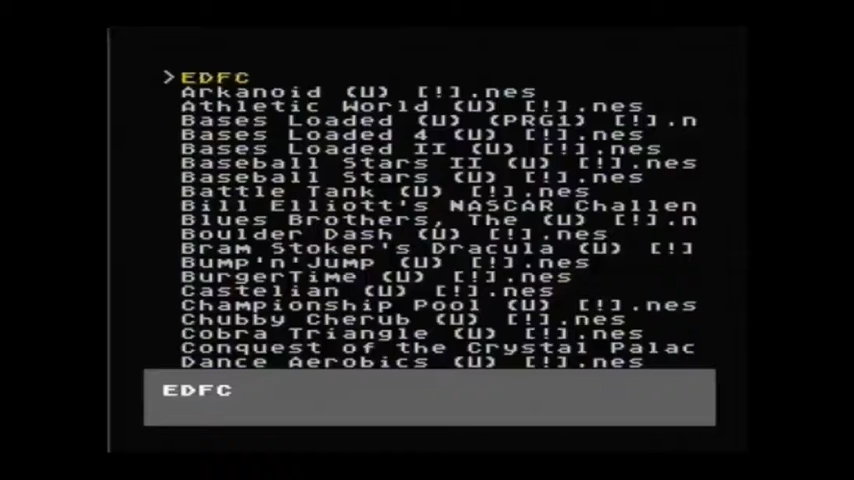 >EDFC
Arkanoid (U) [!].nes
Athletic World (U) [!].nes
Bases Loaded (U) (PRG1) [!].n
Bases Loaded 4 (U) [!].nes
Bases Loaded II (U) [!].nes
Baseball Stars II (U) [!].nes
Baseball Stars (U) [!].nes
Battle Tank (U) [!].nes
Bill Elliott's NASCAR Challen
Blues Brothers, The (U) [!].n
Boulder Dash (U) [!].nes
Bram Stoker's Dracula (U) [!]
Bump'n'Jump (U) [!].nes
BurgerTime (U) [!].nes
Castelian (U) [!].nes
Championship Pool (U) [!].nes
Chubby Cherub (U) [!].nes
Cobra Triangle (U) [!].nes
Conquest of the Crystal Palac
Dance Aerobics (U) [!].nes
EDFC